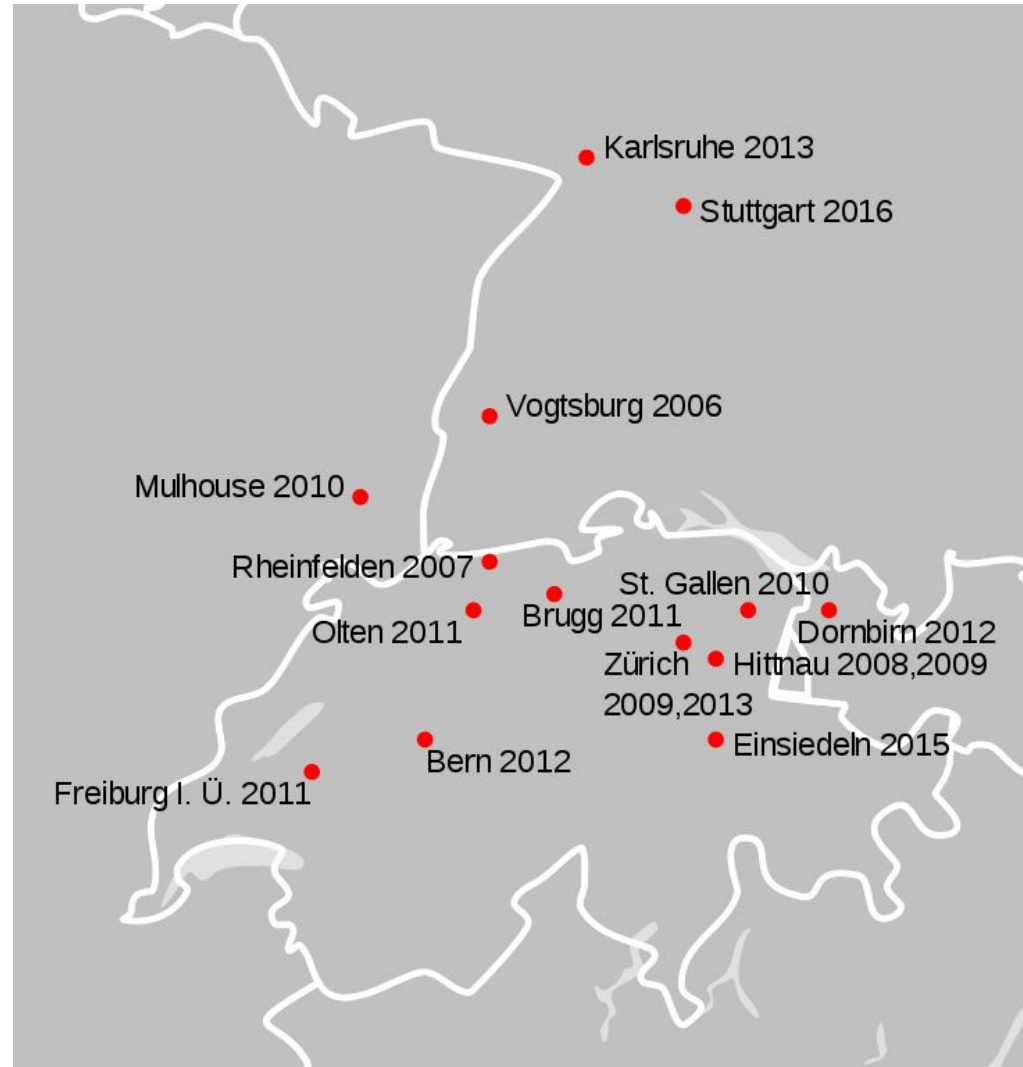 Karlsruhe 2013
Stuttgart 2016
Vogtsburg 2006
Mulhouse 2010
Rheinfelden 2007
St. Gallen 2010
Brugg 2011
Olten 2011
Dornbirn 2012
Zürich
2009,2013
Hittnau 2008,2009
Einsiedeln 2015
Bern 2012
Freiburg I. Ü. 2011